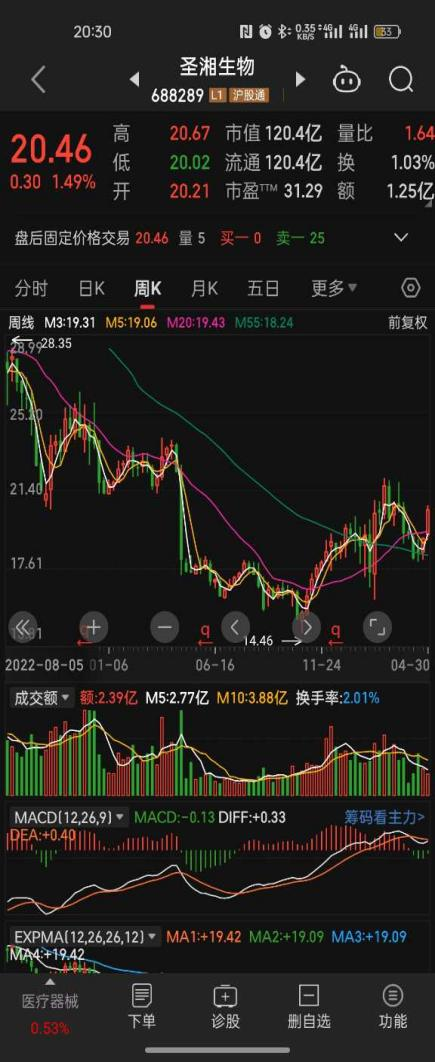 20:30 0.35 KB/S 4G 4G 33
圣湘生物
688289 L1 沪股通
20.46 高 20.67 市值 120.4亿 量比 1.64
0.30 1.49% 低 20.02 流通 120.4亿 换 1.03%
开 20.21 市盈TTM 31.29 额 1.25亿
盘后固定价格交易 20.46 量 5 买一 0 卖一 25
分时 日K 周K 月K 五日 更多
周线 M3:19.31 M5:19.06 M20:19.43 M55:18.24 前复权
28.99 28.35
25.20
21.40
17.61
q q q
14.46
2022-08-05 01-06 06-16 11-24 04-30
成交额 额:2.39亿 M5:2.77亿 M10:3.88亿 换手率:2.01%
MACD(12,26,9) MACD:-0.13 DIFF:+0.33 筹码看主力>
DEA:+0.40
EXPMA(12,26,26,12) MA1:+19.42 MA2:+19.09 MA3:+19.09
MA4:+19.42
医疗器械 下单 诊股 删自选 功能
0.53%